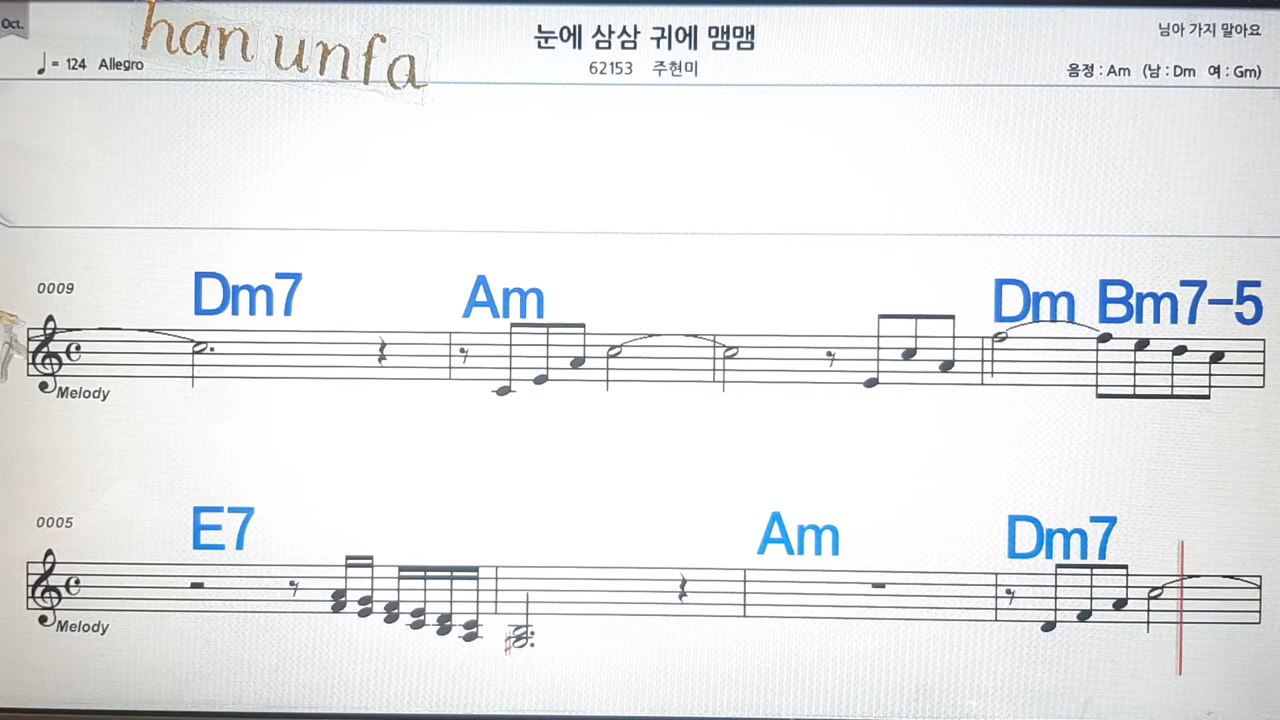 Oct.
han unfa
눈에 삼삼 귀에 맴맴
님아 가지 말아요
♩= 124 Allegro
62153 주현미
음정 : Am (남 : Dm 여 : Gm)
0009
Dm7 Am Dm Bm7-5
Melody
0005
E7 Am Dm7
Melody